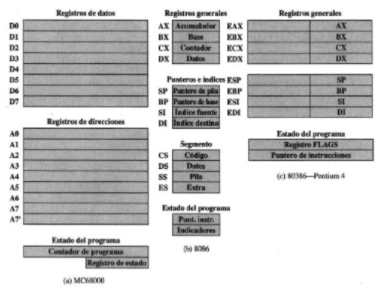 Registros de datos
D0
D1
D2
D3
D4
D5
D6
D7
Registros de direcciones
A0
A1
A2
A3
A4
A5
A6
A7
A7'
Estado del programa
Contador de programa
Registro de estado
(a) MC68000
Registros generales
AX Acumulador
BX Base
CX Contador
DX Datos
Punteros e índices
SP Puntero de pila
BP Puntero de base
SI Índice fuente
DI Índice destino
Segmento
CS Código
DS Datos
SS Pila
ES Extra
Estado del programa
Punt. instr.
Indicadores
(b) 8086
Registros generales
EAX AX
EBX BX
ECX CX
EDX DX
ESP SP
EBP BP
ESI SI
EDI DI
Estado del programa
Registro FLAGS
Puntero de instrucciones
(c) 80386—Pentium 4